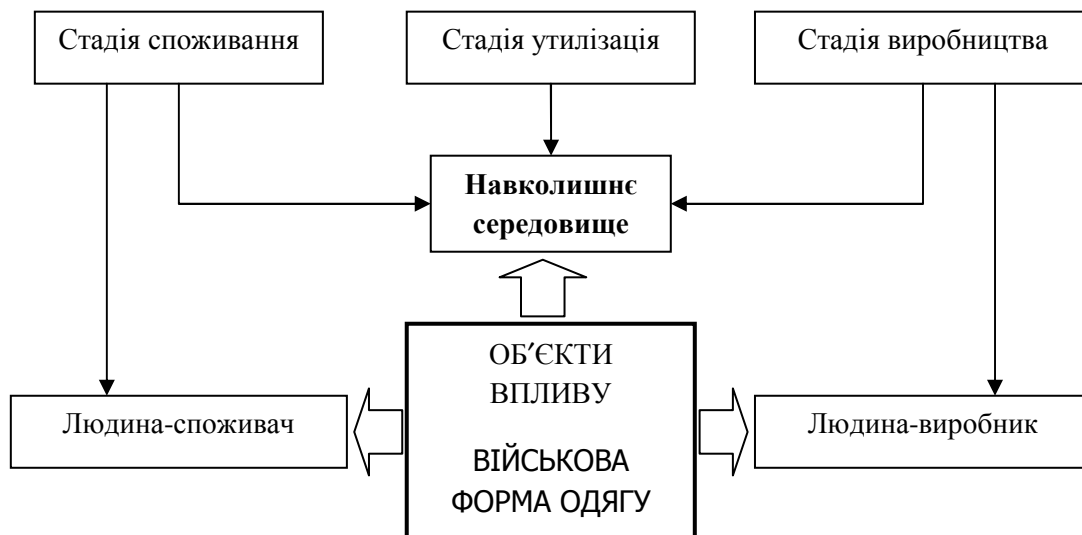 Стадія споживання
Стадія утилізація
Стадія виробництва
Навколишнє
середовище
ОБ′ЄКТИ
ВПЛИВУ
ВІЙСЬКОВА
ФОРМА ОДЯГУ
Людина-споживач
Людина-виробник